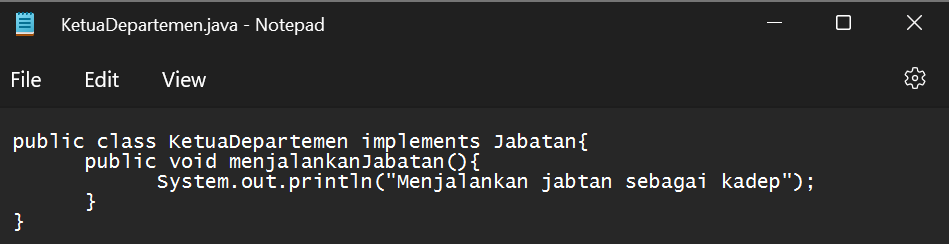 KetuaDepartemen.java - Notepad
File Edit View
public class KetuaDepartemen implements Jabatan{
public void menjalankanJabatan(){
System.out.println("Menjalankan jabtan sebagai kadep");
}
}